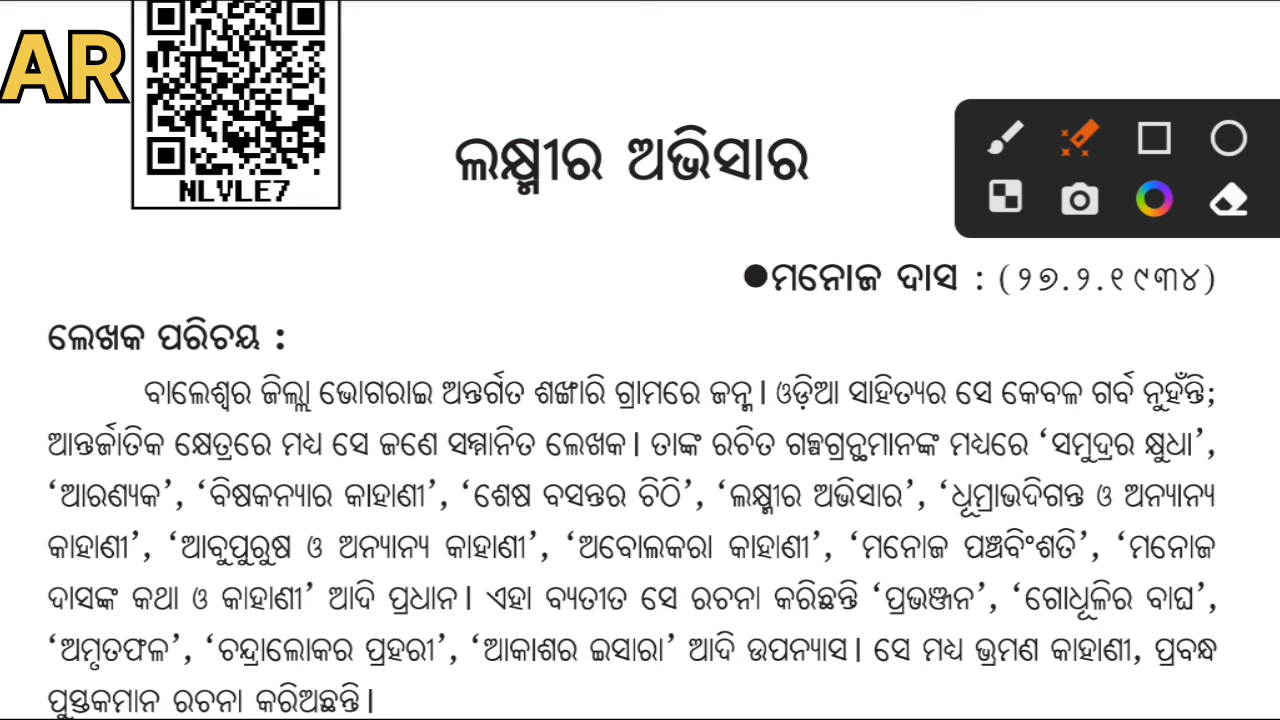 AR
NLVLE7
ଲକ୍ଷ୍ମୀର ଅଭିସାର
●ମନୋଜ ଦାସ : (୨୭.୨.୧୯୩୪)
ଲେଖକ ପରିଚୟ :
ବାଲେଶ୍ୱର ଜିଲ୍ଲା ଭୋଗରାଇ ଅନ୍ତର୍ଗତ ଶଙ୍ଖାରି ଗ୍ରାମରେ ଜନ୍ମ। ଓଡ଼ିଆ ସାହିତ୍ୟର ସେ କେବଳ ଗର୍ବ ନୁହଁନ୍ତି;
ଆନ୍ତର୍ଜାତିକ କ୍ଷେତ୍ରରେ ମଧ୍ୟ ସେ ଜଣେ ସମ୍ମାନିତ ଲେଖକ। ତାଙ୍କ ରଚିତ ଗଳ୍ପଗ୍ରନ୍ଥମାନଙ୍କ ମଧ୍ୟରେ ‘ସମୁଦ୍ରର କ୍ଷୁଧା’,
‘ଆରଣ୍ୟକ’, ‘ବିଷକନ୍ୟାର କାହାଣୀ’, ‘ଶେଷ ବସନ୍ତର ଚିଠି’, ‘ଲକ୍ଷ୍ମୀର ଅଭିସାର’, ‘ଧୂମ୍ରାଭଦିଗନ୍ତ ଓ ଅନ୍ୟାନ୍ୟ
କାହାଣୀ’, ‘ଆବୁପୁରୁଷ ଓ ଅନ୍ୟାନ୍ୟ କାହାଣୀ’, ‘ଅବୋଲକରା କାହାଣୀ’, ‘ମନୋଜ ପଞ୍ଚବିଂଶତି’, ‘ମନୋଜ
ଦାସଙ୍କ କଥା ଓ କାହାଣୀ’ ଆଦି ପ୍ରଧାନ। ଏହା ବ୍ୟତୀତ ସେ ରଚନା କରିଛନ୍ତି ‘ପ୍ରଭଞ୍ଜନ’, ‘ଗୋଧୂଳିର ବାଘ’,
‘ଅମୃତଫଳ’, ‘ଚନ୍ଦ୍ରାଲୋକର ପ୍ରହରୀ’, ‘ଆକାଶର ଇସାରା’ ଆଦି ଉପନ୍ୟାସ। ସେ ମଧ୍ୟ ଭ୍ରମଣ କାହାଣୀ, ପ୍ରବନ୍ଧ
ପୁସ୍ତକମାନ ରଚନା କରିଅଛନ୍ତି।